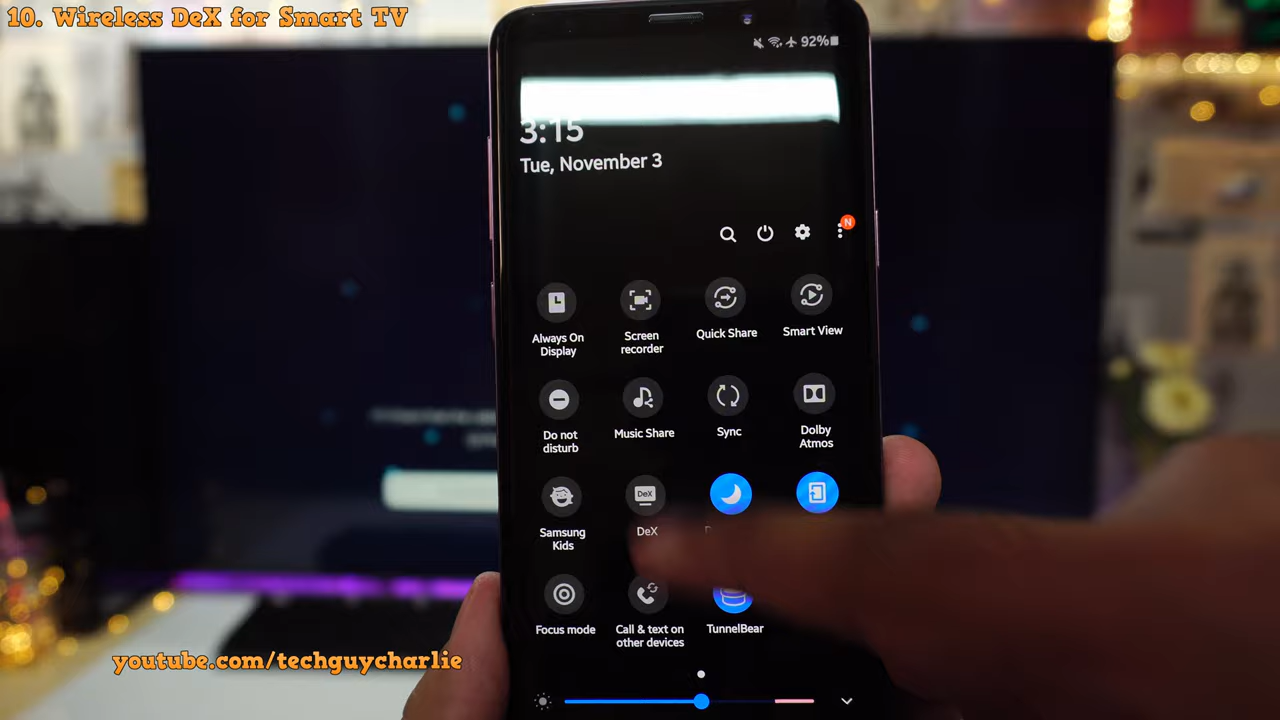 10. Wireless DeX for Smart TV
92%
3:15
Tue, November 3
N
Always On
Display
Screen
recorder
Quick Share
Smart View
Do not
disturb
Music Share
Sync
Dolby
Atmos
Samsung
Kids
DeX
DeX
Focus mode
Call & text on
other devices
TunnelBear
youtube.com/techguycharlie